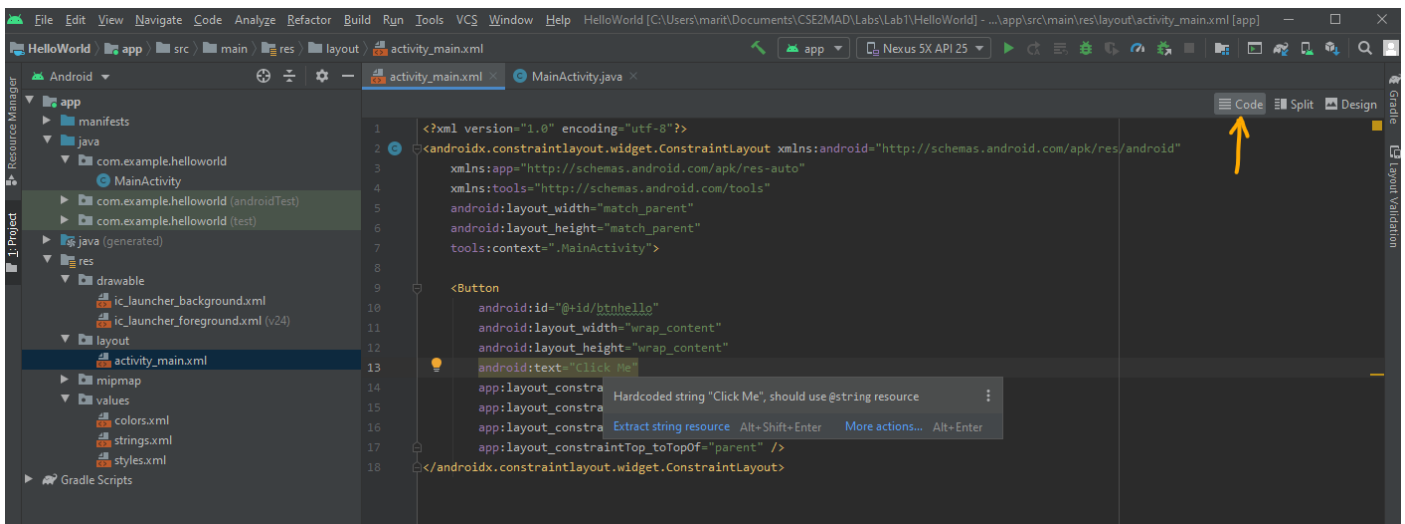 File Edit View Navigate Code Analyze Refactor Build Run Tools VCS Window Help HelloWorld [C:\Users\marit\Documents\CSE2MAD\Labs\Lab1\HelloWorld] - ...\app\src\main\res\layout\activity_main.xml [app]
HelloWorld app src main res layout activity_main.xml app Nexus 5X API 25
Android activity_main.xml MainActivity.java
Code Split Design
Resource Manager
1: Project
app
manifests
java
com.example.helloworld
MainActivity
com.example.helloworld (androidTest)
com.example.helloworld (test)
java (generated)
res
drawable
ic_launcher_background.xml
ic_launcher_foreground.xml (v24)
layout
activity_main.xml
mipmap
values
colors.xml
strings.xml
styles.xml
Gradle Scripts
1 <?xml version="1.0" encoding="utf-8"?>
2 <androidx.constraintlayout.widget.ConstraintLayout xmlns:android="http://schemas.android.com/apk/res/android"
3 xmlns:app="http://schemas.android.com/apk/res-auto"
4 xmlns:tools="http://schemas.android.com/tools"
5 android:layout_width="match_parent"
6 android:layout_height="match_parent"
7 tools:context=".MainActivity">
8
9 <Button
10 android:id="@+id/btnhello"
11 android:layout_width="wrap_content"
12 android:layout_height="wrap_content"
13 android:text="Click Me"
14 app:layout_constra
15 app:layout_constra
16 app:layout_constra
17 app:layout_constraintTop_toTopOf="parent" />
18 </androidx.constraintlayout.widget.ConstraintLayout>
Hardcoded string "Click Me", should use @string resource
Extract string resource Alt+Shift+Enter More actions... Alt+Enter
Gradle
Layout Validation